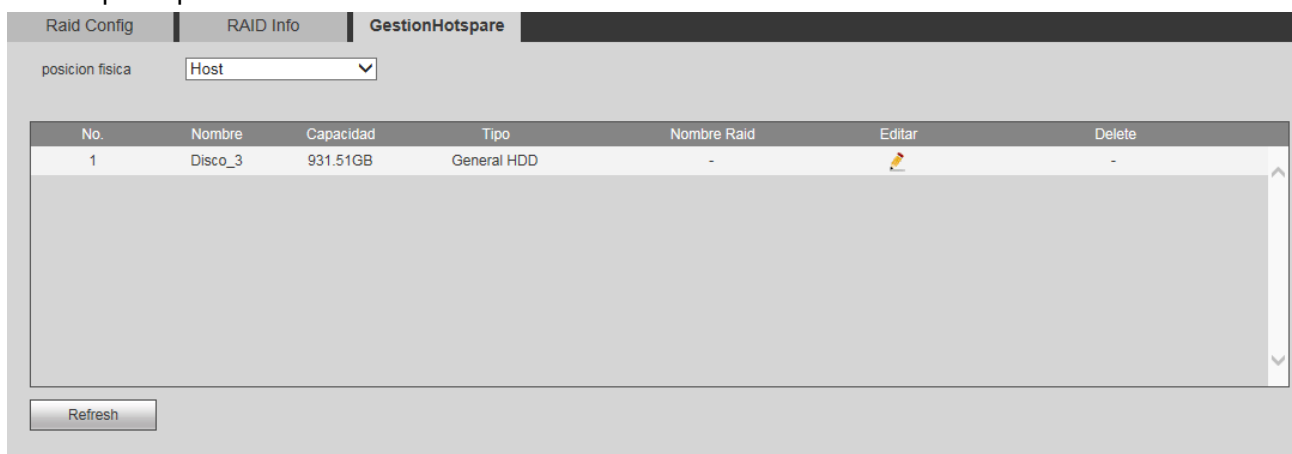 Raid Config RAID Info GestionHotspare
posicion fisica Host
No. Nombre Capacidad Tipo Nombre Raid Editar Delete
1 Disco_3 931.51GB General HDD - -
Refresh